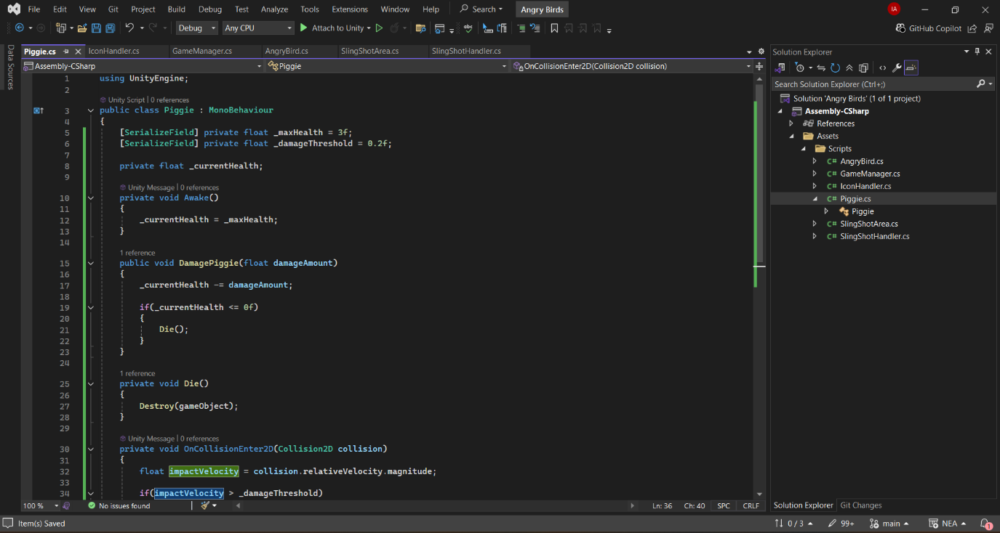 File Edit View Git Project Build Debug Test Analyze Tools Extensions Window Help Search Angry Birds IA
Debug Any CPU Attach to Unity abc GitHub Copilot
Data Sources
Piggie.cs IconHandler.cs GameManager.cs AngryBird.cs SlingShotArea.cs SlingShotHandler.cs
Assembly-CSharp Piggie OnCollisionEnter2D(Collision2D collision)
1 using UnityEngine;
2
Unity Script | 0 references
3 public class Piggie : MonoBehaviour
4 {
5 [SerializeField] private float _maxHealth = 3f;
6 [SerializeField] private float _damageThreshold = 0.2f;
7
8 private float _currentHealth;
9
Unity Message | 0 references
10 private void Awake()
11 {
12 _currentHealth = _maxHealth;
13 }
14
1 reference
15 public void DamagePiggie(float damageAmount)
16 {
17 _currentHealth -= damageAmount;
18
19 if(_currentHealth <= 0f)
20 {
21 Die();
22 }
23 }
24
1 reference
25 private void Die()
26 {
27 Destroy(gameObject);
28 }
29
Unity Message | 0 references
30 private void OnCollisionEnter2D(Collision2D collision)
31 {
32 float impactVelocity = collision.relativeVelocity.magnitude;
33
34 if(impactVelocity > _damageThreshold)
100 % No issues found Ln: 36 Ch: 40 SPC CRLF
Solution Explorer
Search Solution Explorer (Ctrl+;)
Solution 'Angry Birds' (1 of 1 project)
Assembly-CSharp
References
Assets
Scripts
C# AngryBird.cs
C# GameManager.cs
C# IconHandler.cs
C# Piggie.cs
Piggie
C# SlingShotArea.cs
C# SlingShotHandler.cs
Solution Explorer Git Changes
Item(s) Saved 0 / 3 99+ main NEA 1